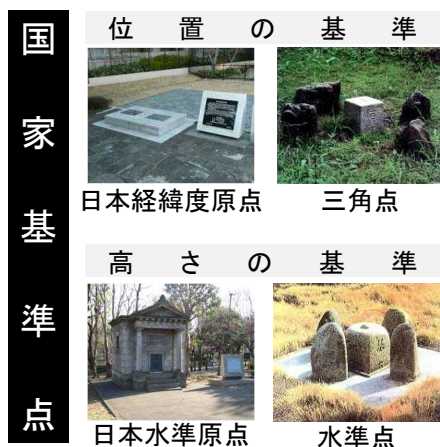 国家基準点
位置の基準
日本経緯度原点
三角点
高さの基準
日本水準原点
水準点